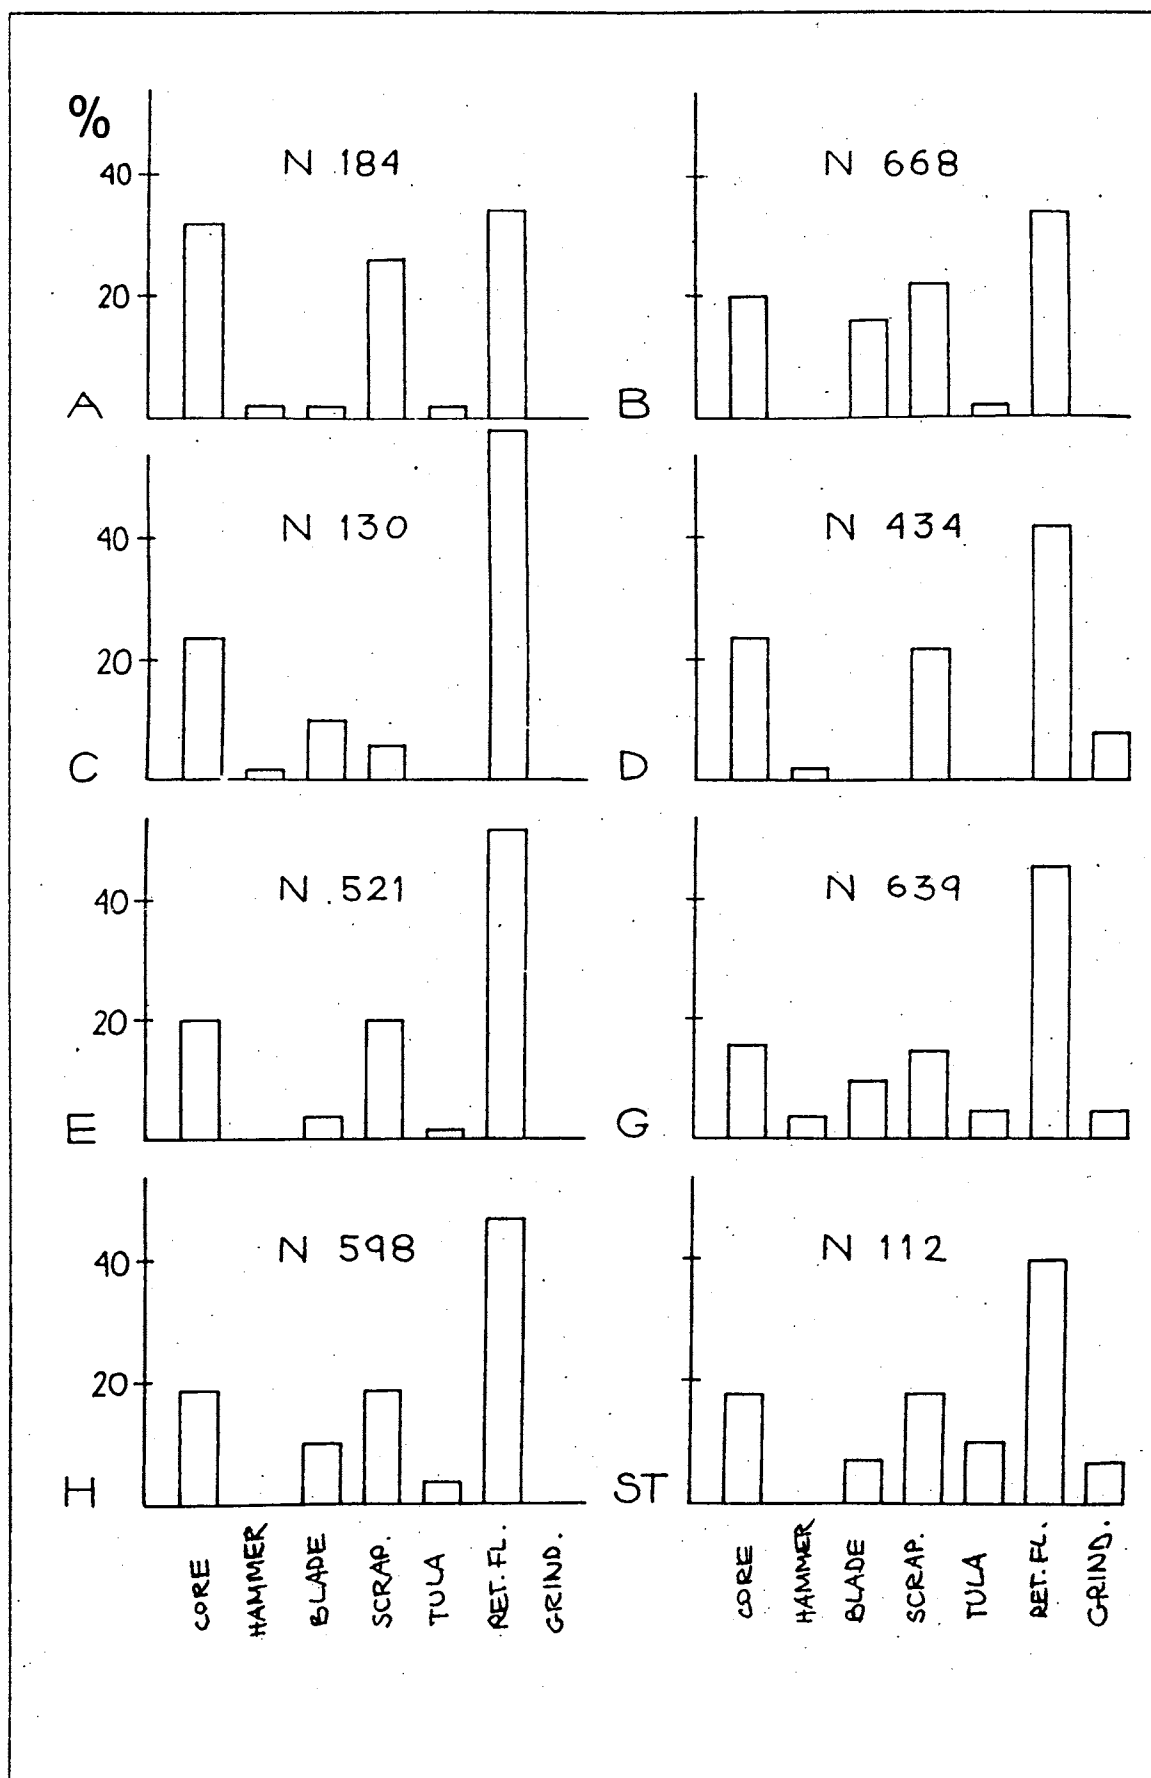 %
N 184
40
20
A
N 668
B
N 130
40
20
C
N 434
D
N 521
40
20
E
N 639
G
N 598
40
20
H
N 112
ST
CORE
HAMMER
BLADE
SCRAP.
TULA
RET. FL.
GRIND.
CORE
HAMMER
BLADE
SCRAP.
TULA
RET. FL.
GRIND.